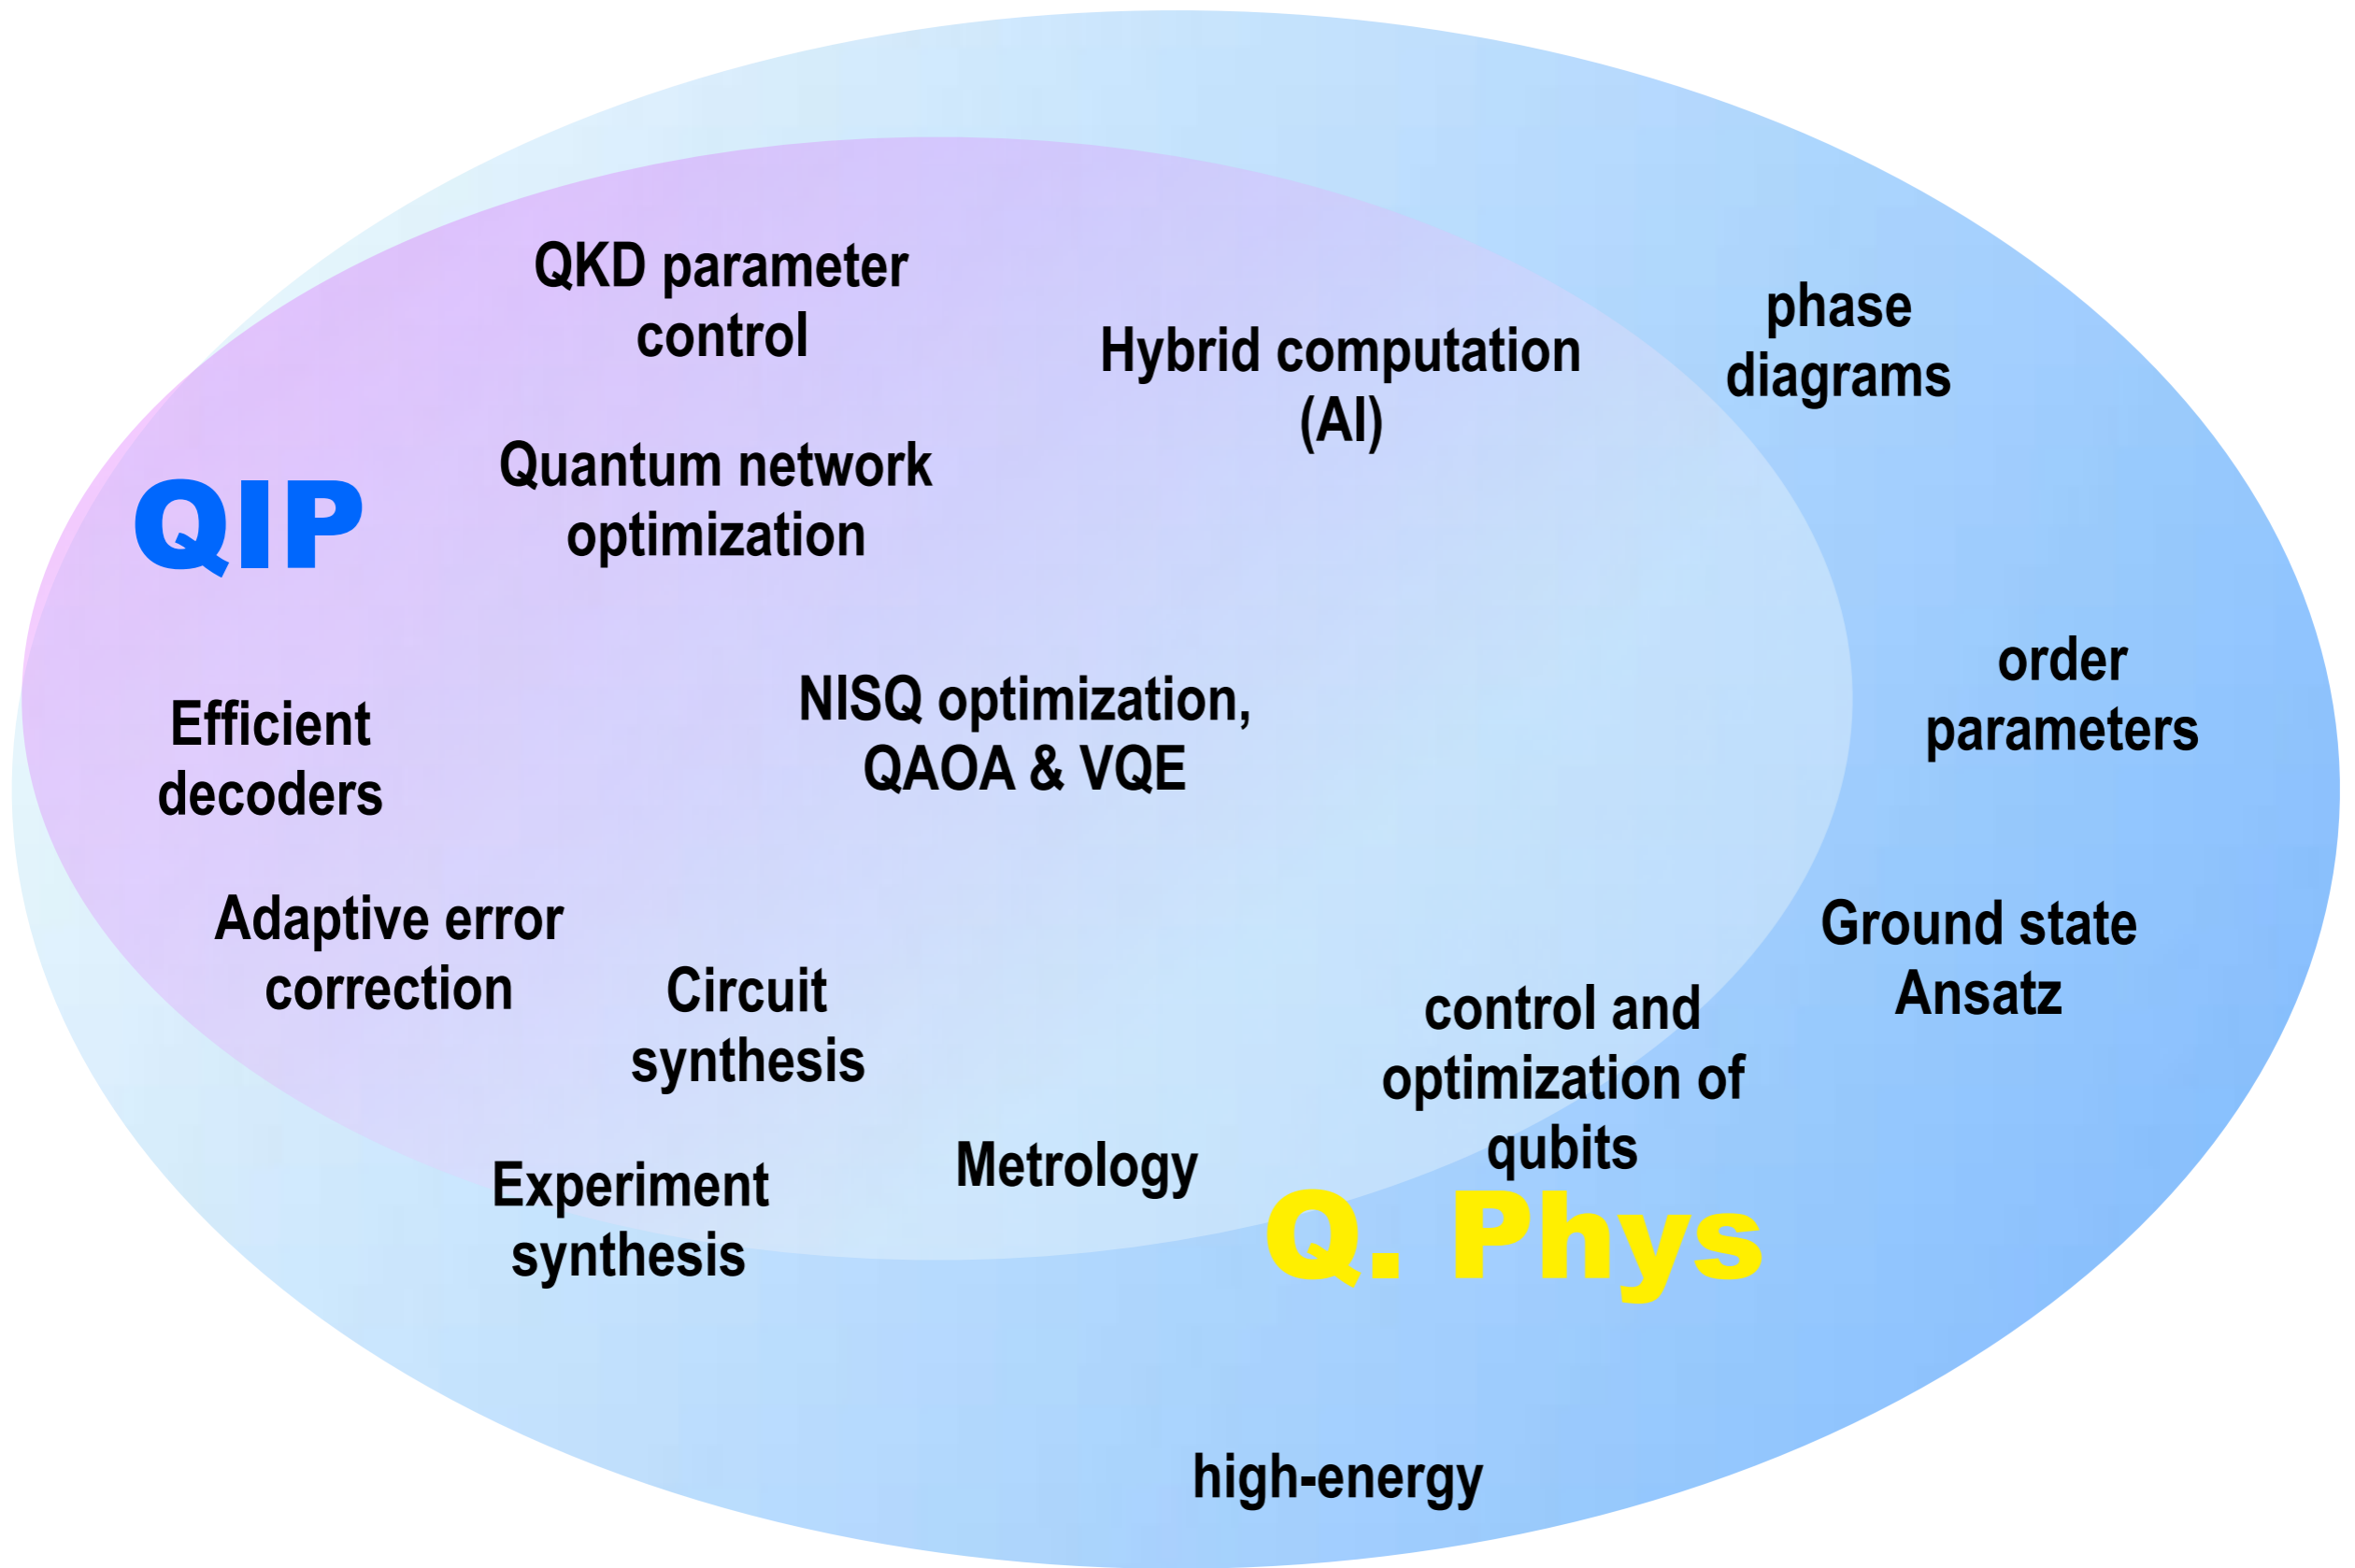 QKD parameter
control
Hybrid computation
(AI)
phase
diagrams
Quantum network
optimization
QIP
order
parameters
Efficient
decoders
NISQ optimization,
QAOA & VQE
Adaptive error
correction
Ground state
Ansatz
Circuit
synthesis
control and
optimization of
qubits
Metrology
Experiment
synthesis
Q. Phys
high-energy